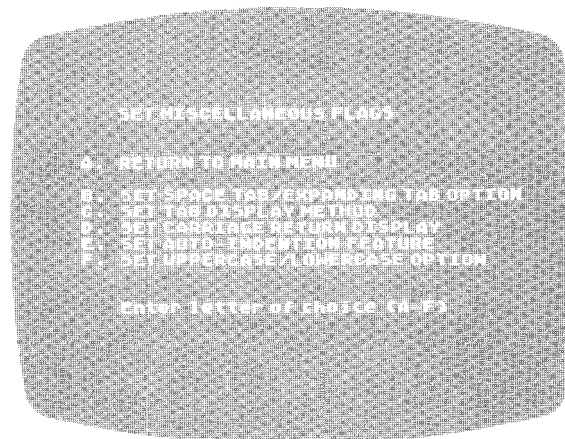 SET MISCELLANEOUS FLAGS
A. RETURN TO MAIN MENU
B. SET SPACE TAB/EXPANDING TAB OPTION
C. SET TAB DISPLAY METHOD
D. SET CARRIAGE RETURN DISPLAY
E. SET AUTO-INDENTION FEATURE
F. SET UPPERCASE/LOWERCASE OPTION
Enter letter of choice (A-F)